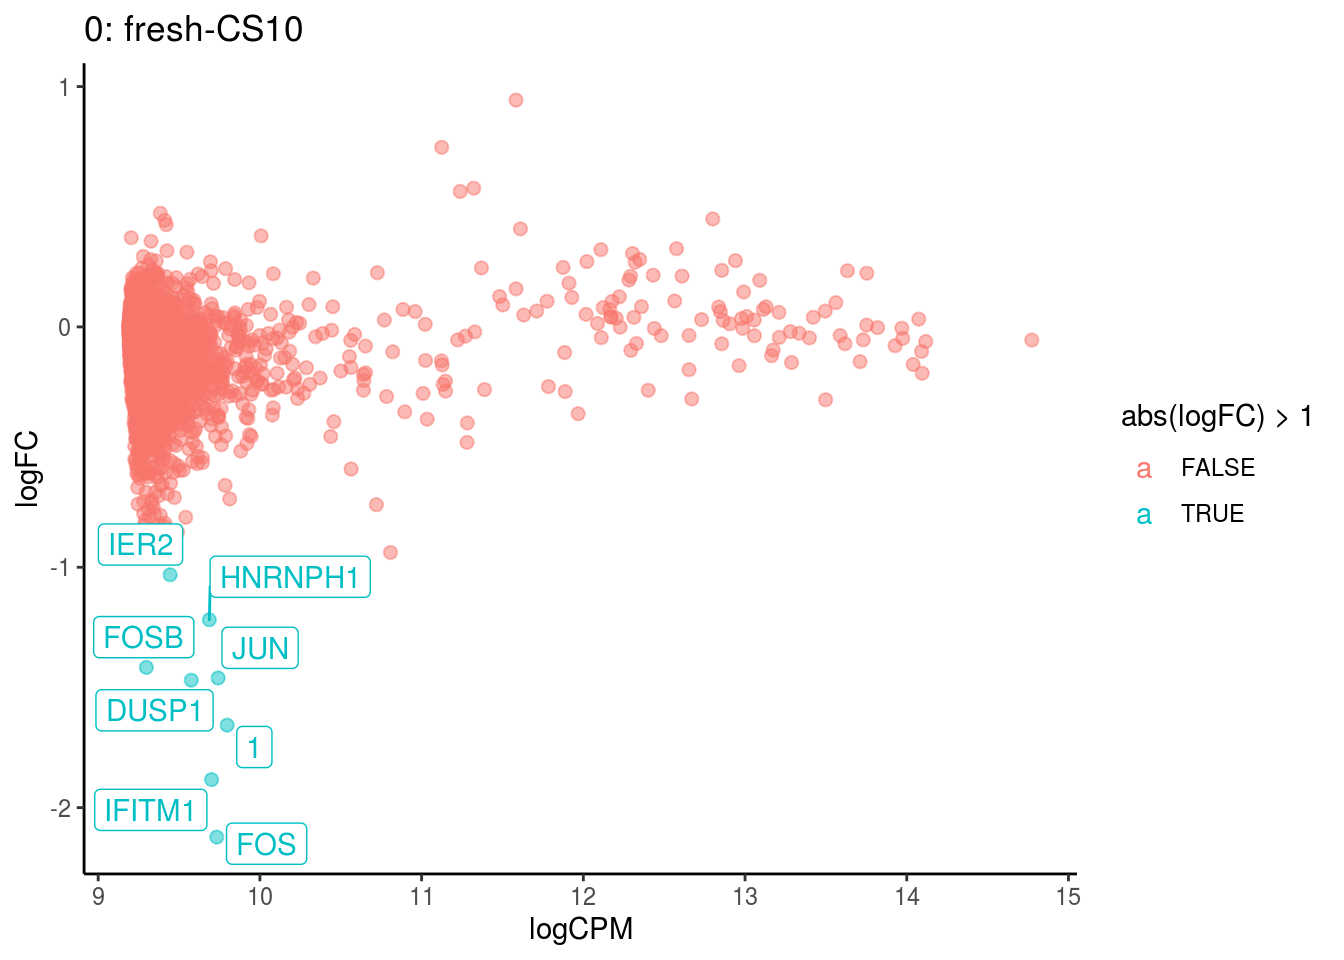 0: fresh-CS10
1
0
-1
-2
logFC
IER2
HNRNPH1
FOSB
JUN
DUSP1
1
IFITM1
FOS
9 10 11 12 13 14 15
logCPM
abs(logFC) > 1
a FALSE
a TRUE